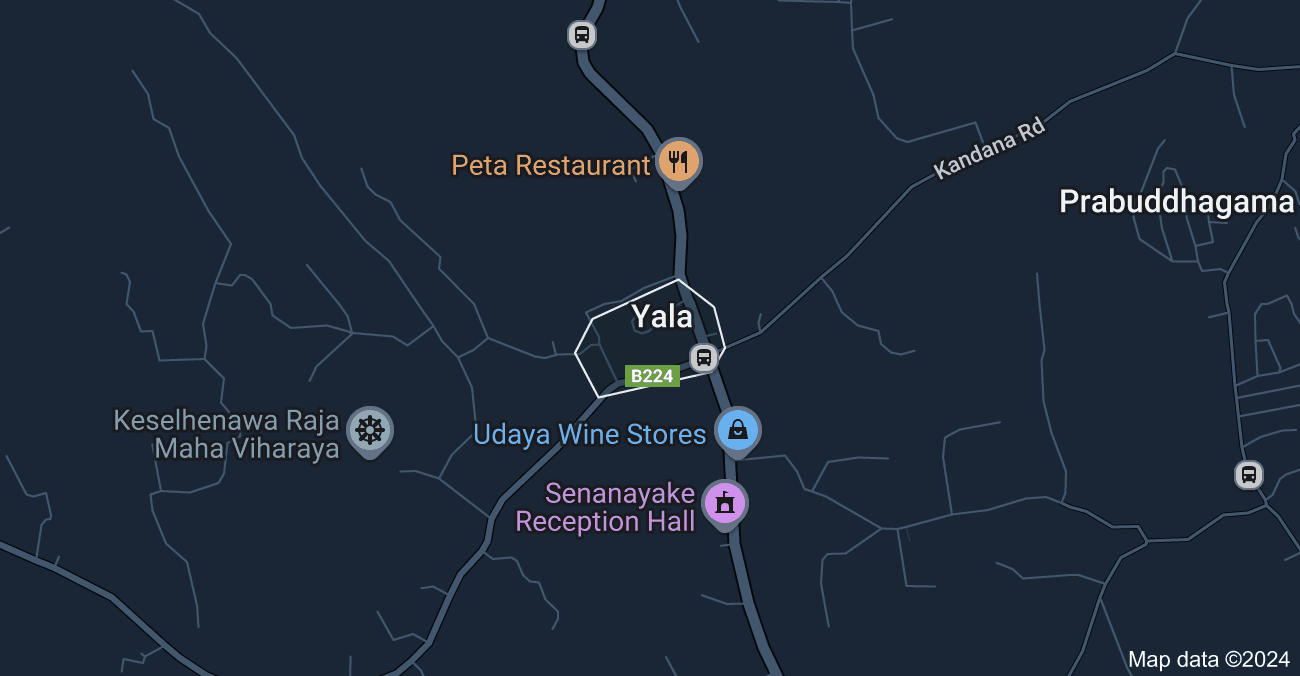 Kandana Rd
Peta Restaurant
Prabuddhagama
Yala
B224
Keselhenawa Raja
Maha Viharaya
Udaya Wine Stores
Senanayake
Reception Hall
Map data ©2024